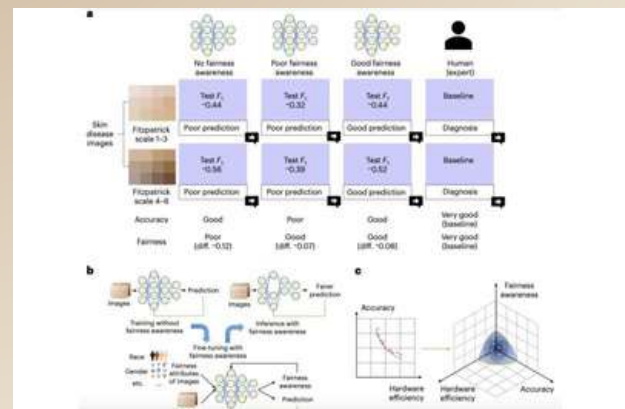 a
No fairness awareness
Poor fairness awareness
Good fairness awareness
Human (expert)
Skin disease images
Fitzpatrick scale 1–3
Test F₁ ~0.44
Poor prediction
Test F₁ ~0.32
Poor prediction
Test F₁ ~0.44
Good prediction
Baseline
Diagnosis
Fitzpatrick scale 4–6
Test F₁ ~0.56
Poor prediction
Test F₁ ~0.39
Poor prediction
Test F₁ ~0.52
Good prediction
Baseline
Diagnosis
Accuracy
Good
Poor
Good
Very good (baseline)
Fairness
Poor (diff. ~0.12)
Good (diff. ~0.07)
Good (diff. ~0.08)
Very good (baseline)
b
Images
Prediction
Images
Fairer prediction
Training without fairness awareness
Inference with fairness awareness
Fine-tuning with fairness awareness
Race
Gender
etc.
Fairness attributes of images
Fairness awareness
Prediction
c
Accuracy
Hardware efficiency
Fairness awareness
Hardware efficiency
Accuracy